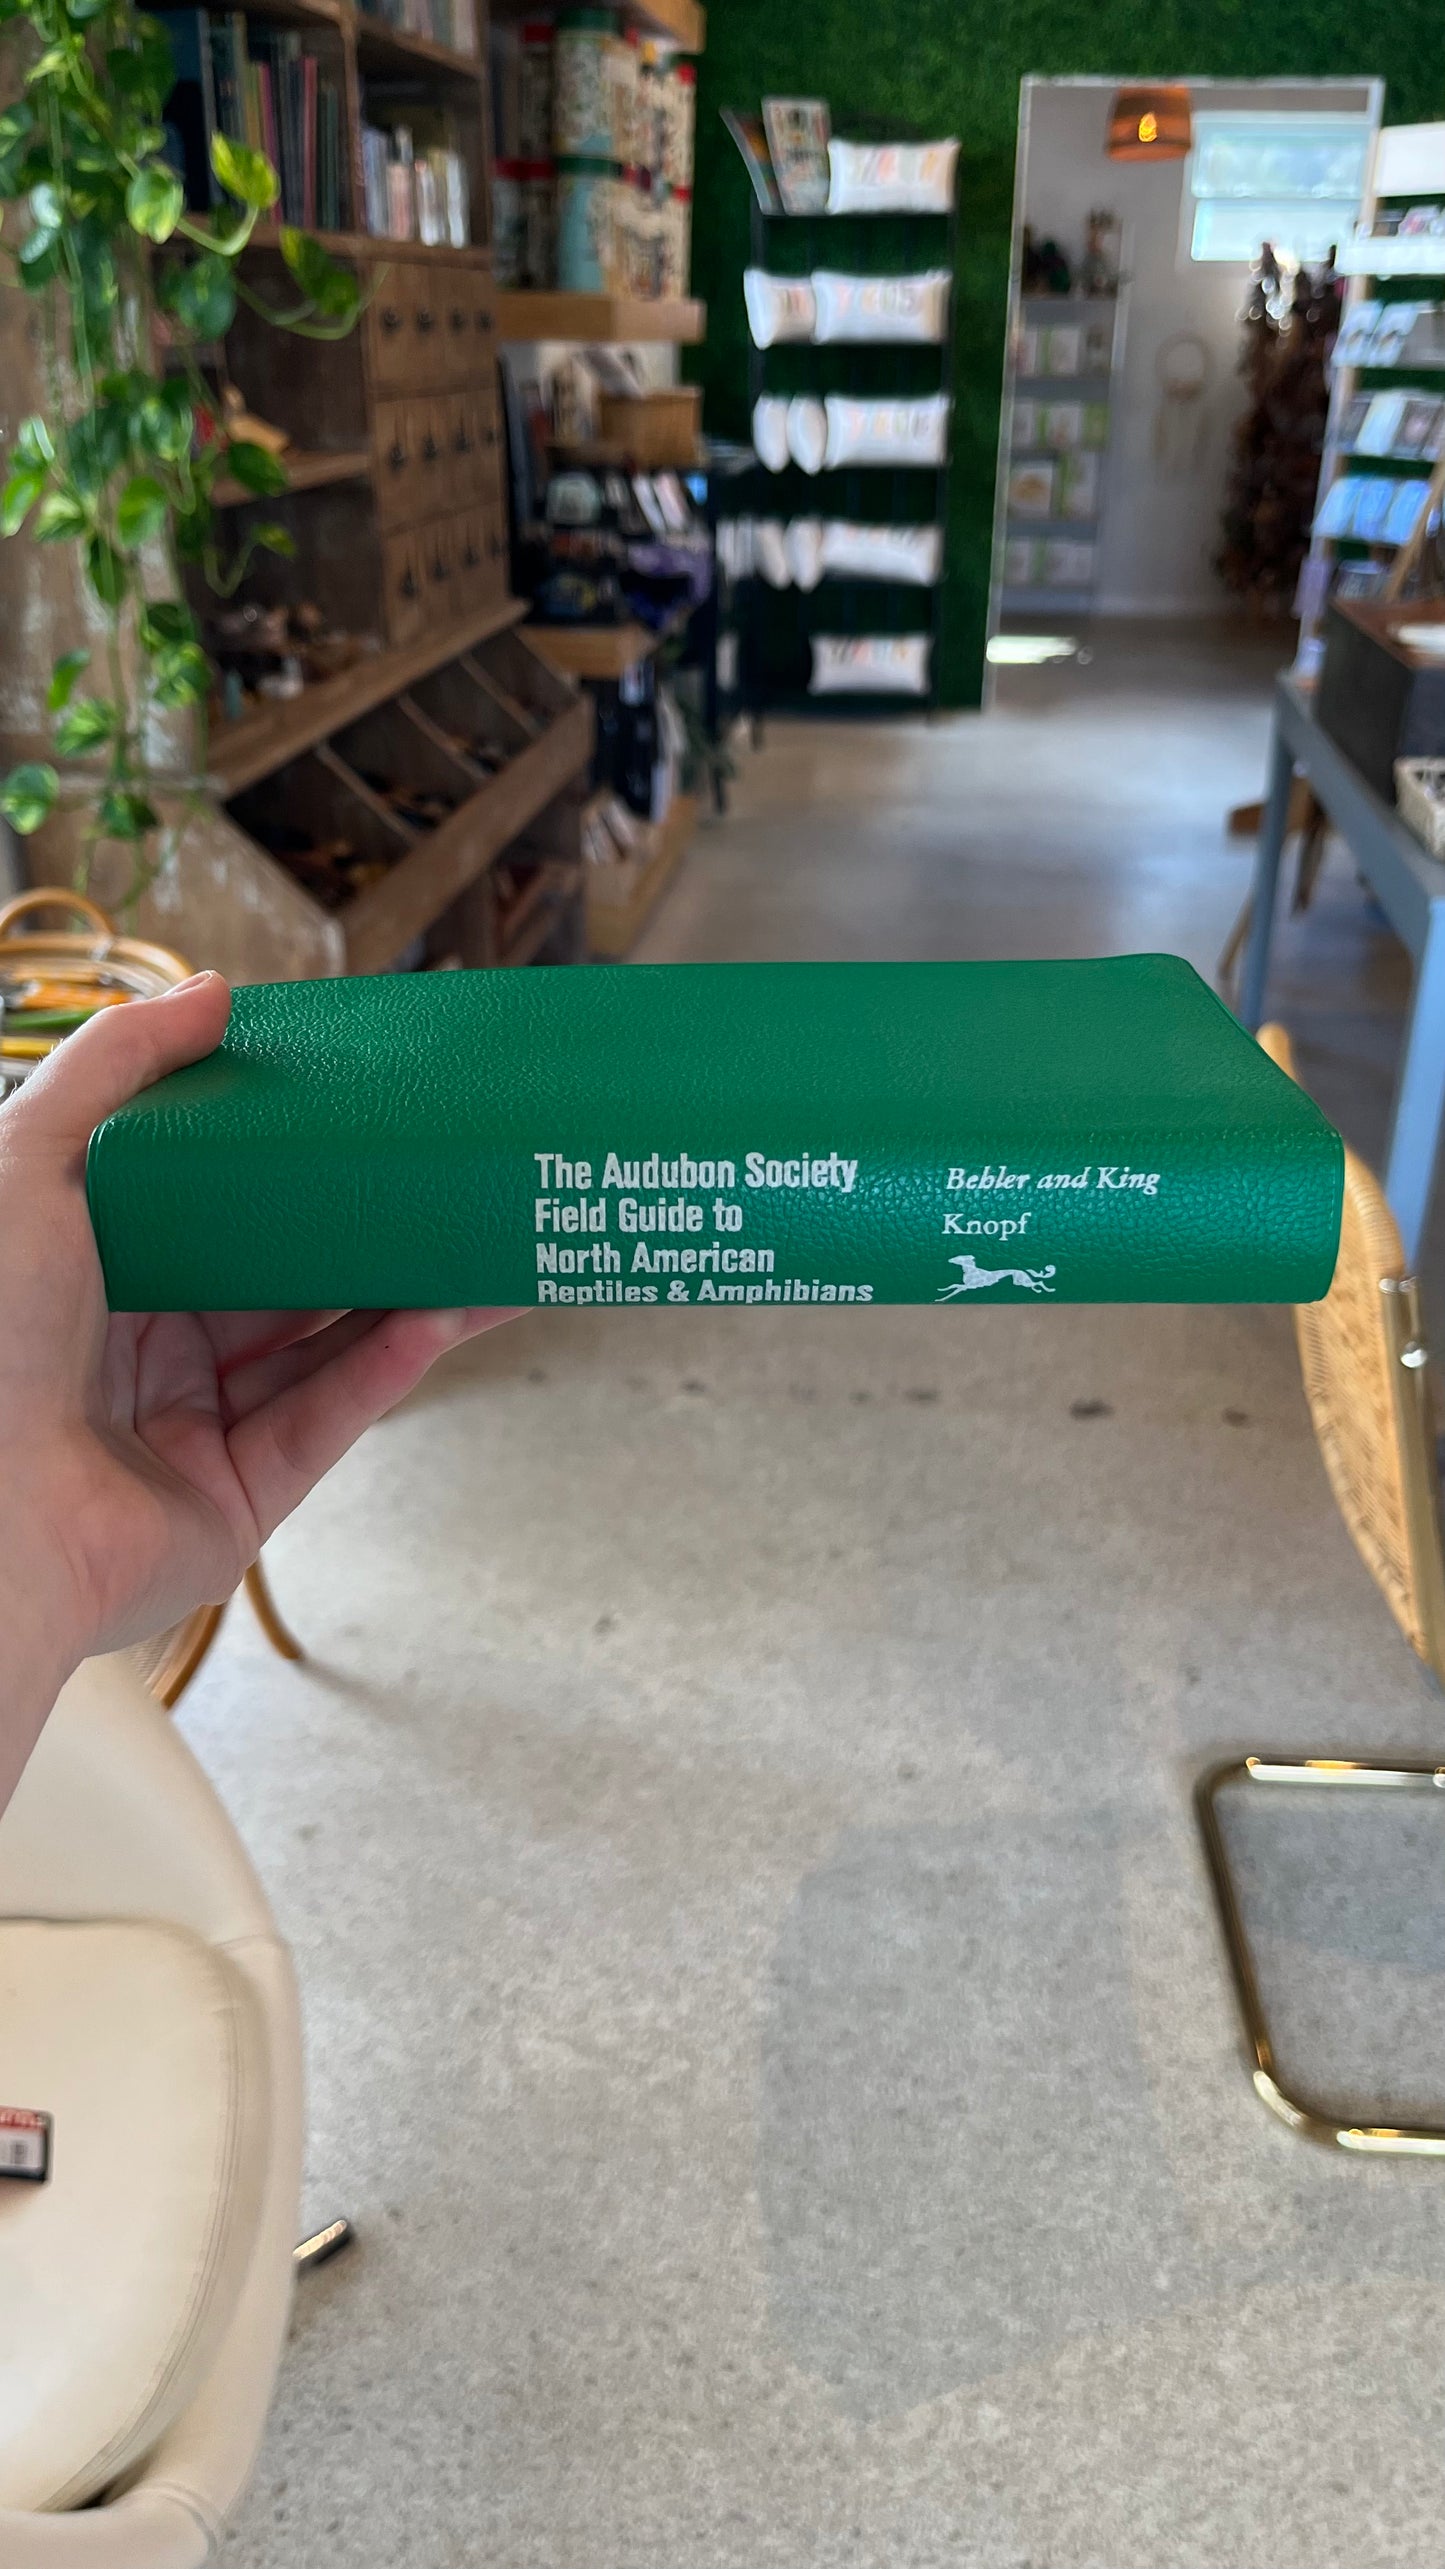 The Audubon Society
Field Guide to
North American
Reptiles & Amphibians
Behler and King
Knopf